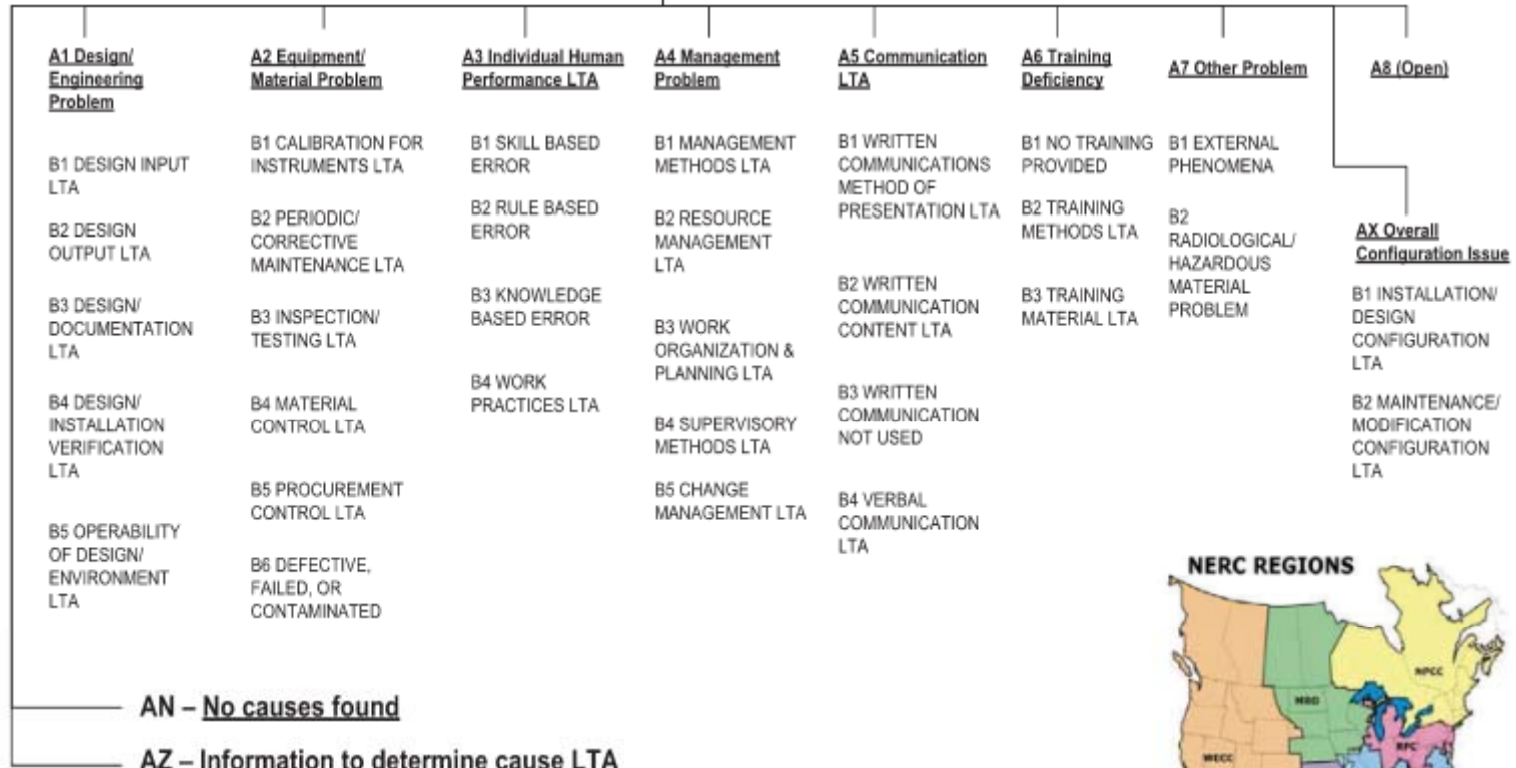 A1 Design/
Engineering
Problem
B1 DESIGN INPUT
LTA
B2 DESIGN
OUTPUT LTA
B3 DESIGN/
DOCUMENTATION
LTA
B4 DESIGN/
INSTALLATION
VERIFICATION
LTA
B5 OPERABILITY
OF DESIGN/
ENVIRONMENT
LTA
A2 Equipment/
Material Problem
B1 CALIBRATION FOR
INSTRUMENTS LTA
B2 PERIODIC/
CORRECTIVE
MAINTENANCE LTA
B3 INSPECTION/
TESTING LTA
B4 MATERIAL
CONTROL LTA
B5 PROCUREMENT
CONTROL LTA
B6 DEFECTIVE,
FAILED, OR
CONTAMINATED
A3 Individual Human
Performance LTA
B1 SKILL BASED
ERROR
B2 RULE BASED
ERROR
B3 KNOWLEDGE
BASED ERROR
B4 WORK
PRACTICES LTA
A4 Management
Problem
B1 MANAGEMENT
METHODS LTA
B2 RESOURCE
MANAGEMENT
LTA
B3 WORK
ORGANIZATION &
PLANNING LTA
B4 SUPERVISORY
METHODS LTA
B5 CHANGE
MANAGEMENT LTA
A5 Communication
LTA
B1 WRITTEN
COMMUNICATIONS
METHOD OF
PRESENTATION LTA
B2 WRITTEN
COMMUNICATION
CONTENT LTA
B3 WRITTEN
COMMUNICATION
NOT USED
B4 VERBAL
COMMUNICATION
LTA
A6 Training
Deficiency
B1 NO TRAINING
PROVIDED
B2 TRAINING
METHODS LTA
B3 TRAINING
MATERIAL LTA
A7 Other Problem
B1 EXTERNAL
PHENOMENA
B2
RADIOLOGICAL/
HAZARDOUS
MATERIAL
PROBLEM
A8 (Open)
AX Overall
Configuration Issue
B1 INSTALLATION/
DESIGN
CONFIGURATION
LTA
B2 MAINTENANCE/
MODIFICATION
CONFIGURATION
LTA
AN – No causes found
AZ – Information to determine cause LTA
NERC REGIONS
NPCC
MRO
RFC
WECC